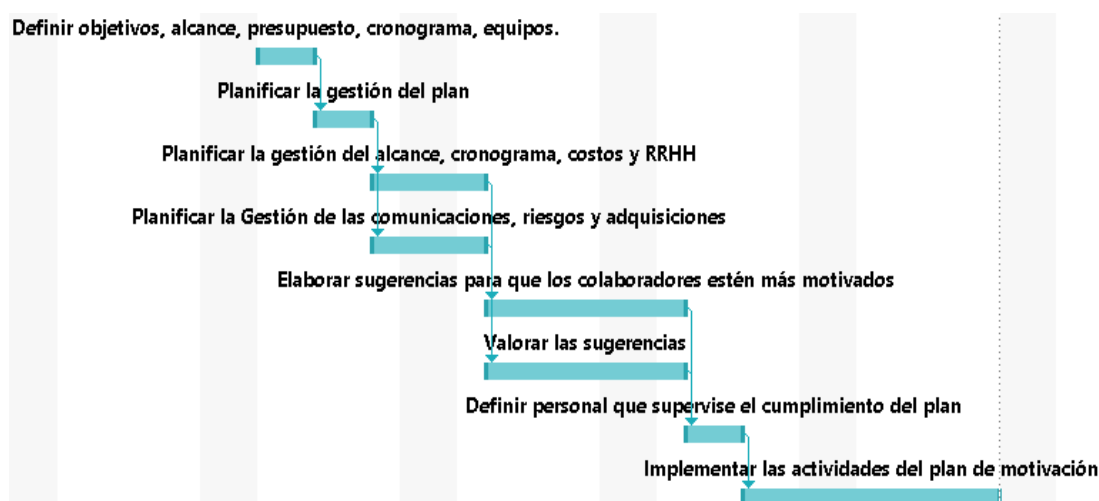 Definir objetivos, alcance, presupuesto, cronograma, equipos.
Planificar la gestión del plan
Planificar la gestión del alcance, cronograma, costos y RRHH
Planificar la Gestión de las comunicaciones, riesgos y adquisiciones
Elaborar sugerencias para que los colaboradores estén más motivados
Valorar las sugerencias
Definir personal que supervise el cumplimiento del plan
Implementar las actividades del plan de motivación